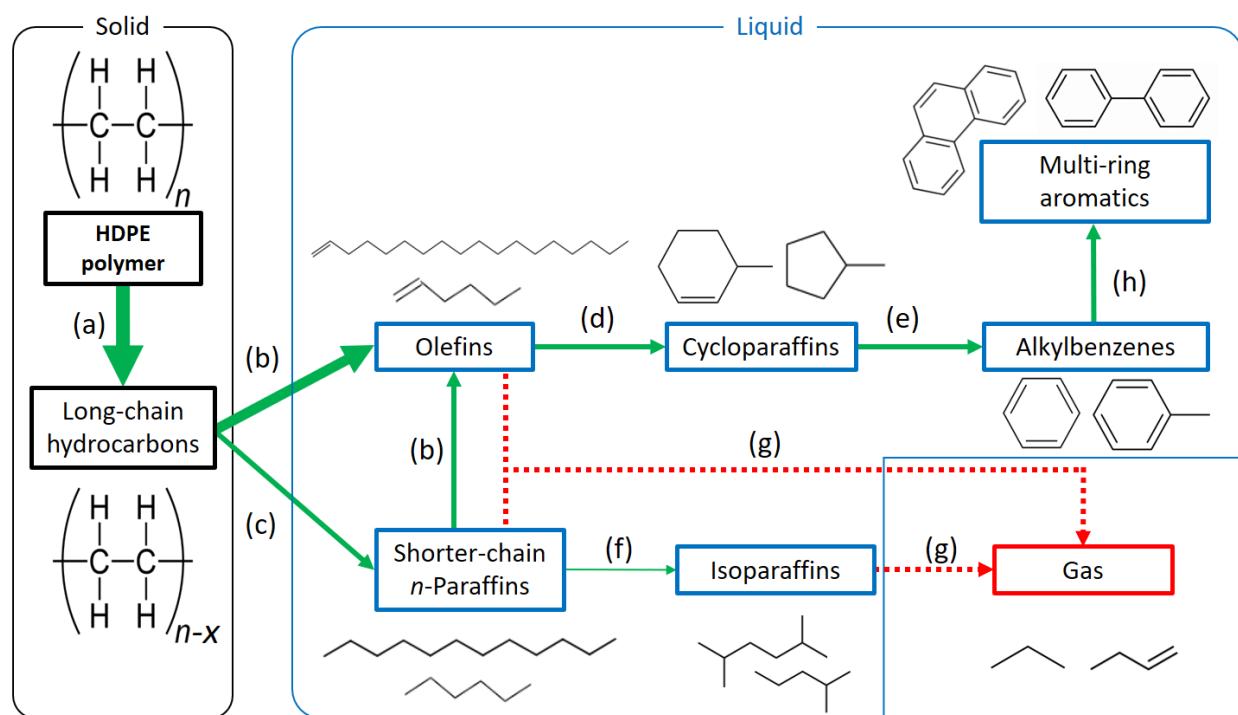 Solid
Liquid
H H
C C
H H
n
HDPE
polymer
(a)
Long-chain
hydrocarbons
H H
C C
H H
n-x
(b)
(c)
Olefins
(d)
Cycloparaffins
(e)
Alkylbenzenes
(h)
Multi-ring
aromatics
(b)
(g)
Shorter-chain
n-Paraffins
(f)
Isoparaffins
(g)
Gas